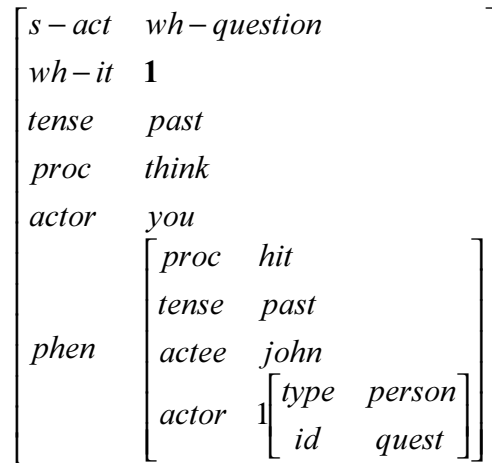 s – act wh – question
wh – it 1
tense past
proc think
actor you
proc hit
tense past
phen actee john
actor 1 type person
id quest